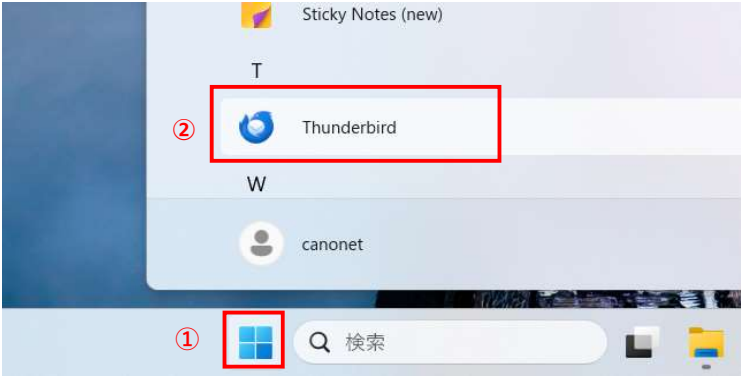 Sticky Notes (new)
T
② Thunderbird
W
canonet
① 検索